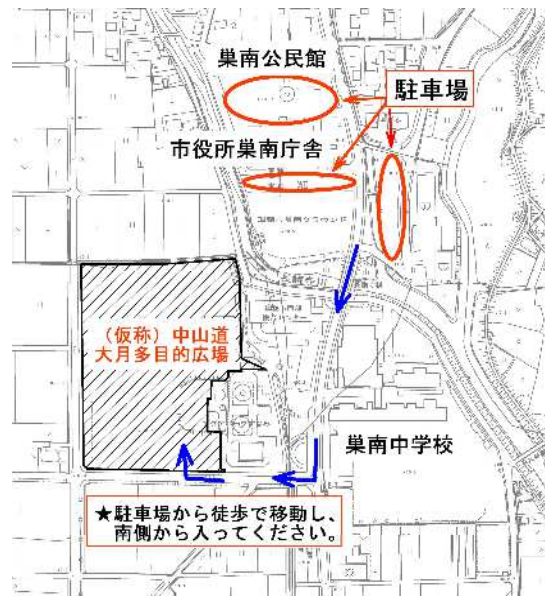 巣南公民館
駐車場
市役所巣南庁舎
(仮称)中山道
大月多目的広場
巣南中学校
★駐車場から徒歩で移動し、
南側から入ってください。